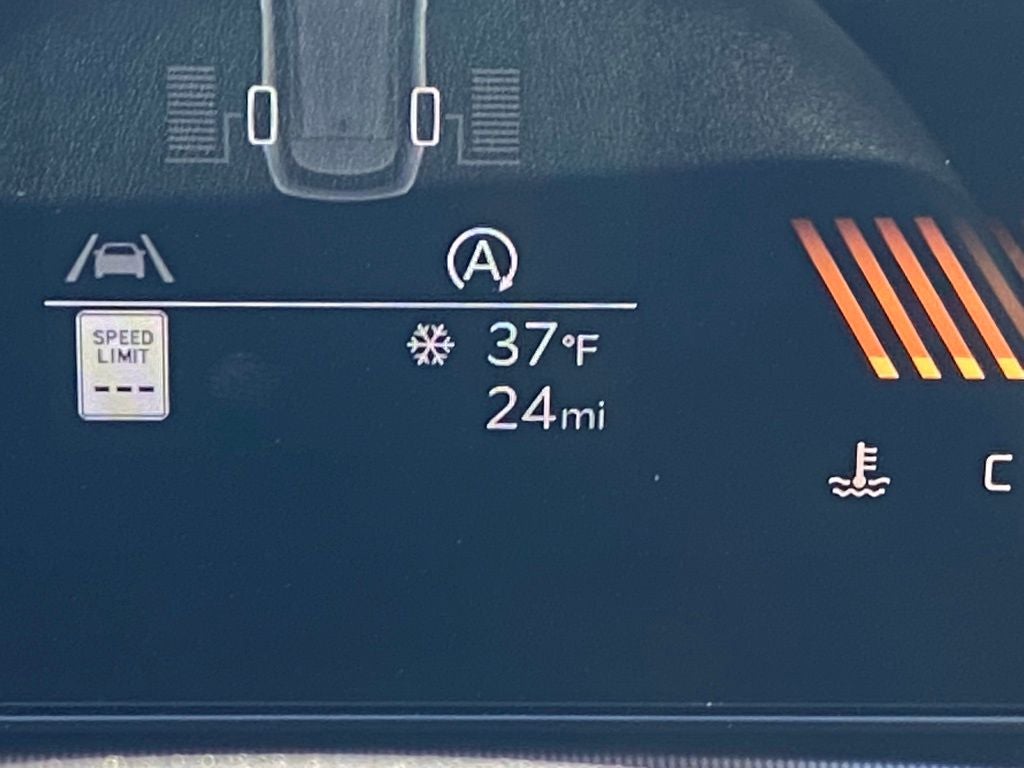 A
SPEED
LIMIT
---
37°F
24mi
C